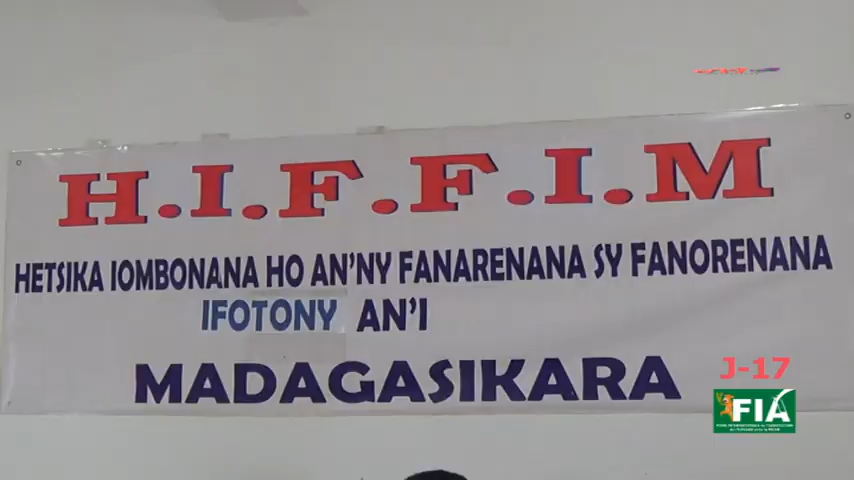 H.I.F.F.I.M
HETSIKA IOMBONANA HO AN'NY FANARENANA SY FANORENANA
IFOTONY AN'I
MADAGASIKARA
J-17
FIA